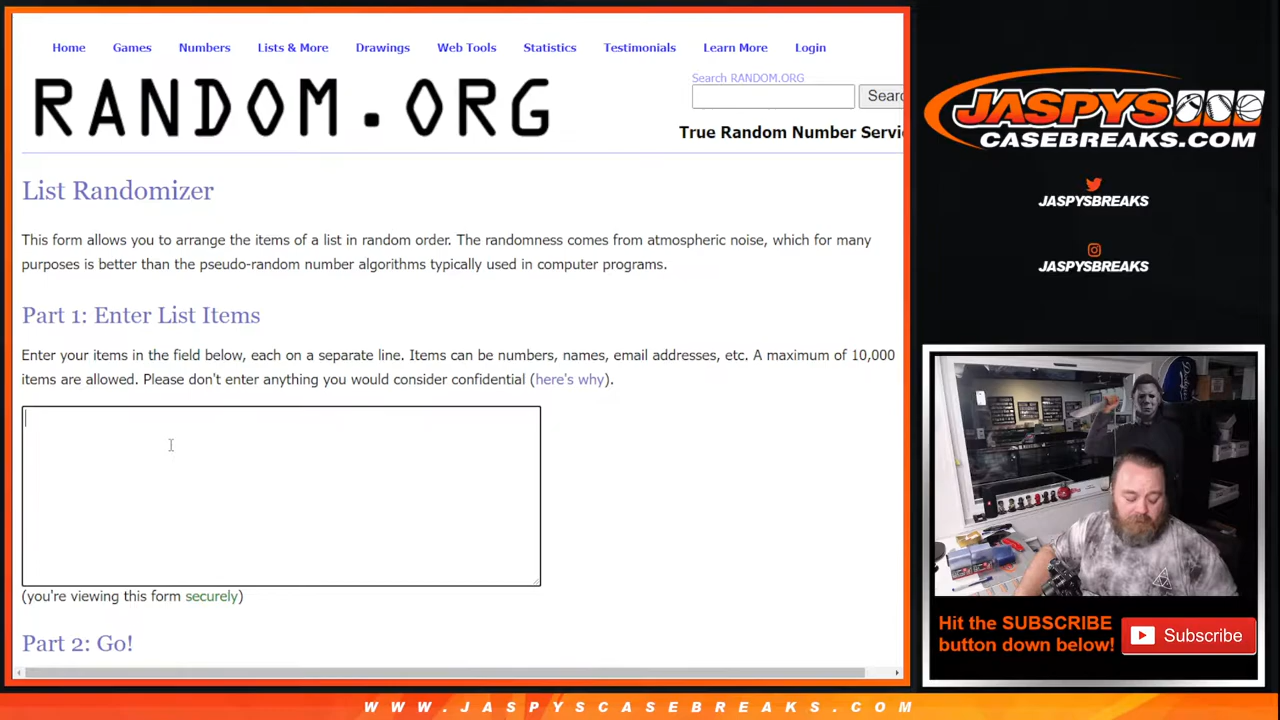 Home Games Numbers Lists & More Drawings Web Tools Statistics Testimonials Learn More Login
RANDOM.ORG
Search RANDOM.ORG
Searc
True Random Number Servi
List Randomizer
This form allows you to arrange the items of a list in random order. The randomness comes from atmospheric noise, which for many
purposes is better than the pseudo-random number algorithms typically used in computer programs.
Part 1: Enter List Items
Enter your items in the field below, each on a separate line. Items can be numbers, names, email addresses, etc. A maximum of 10,000
items are allowed. Please don't enter anything you would consider confidential (here's why).
(you're viewing this form securely)
Part 2: Go!
JASPYS
CASEBREAKS.COM
JASPYSBREAKS
JASPYSBREAKS
Dodgers
Hit the SUBSCRIBE
button down below!
Subscribe
WWW.JASPYSCASEBREAKS.COM